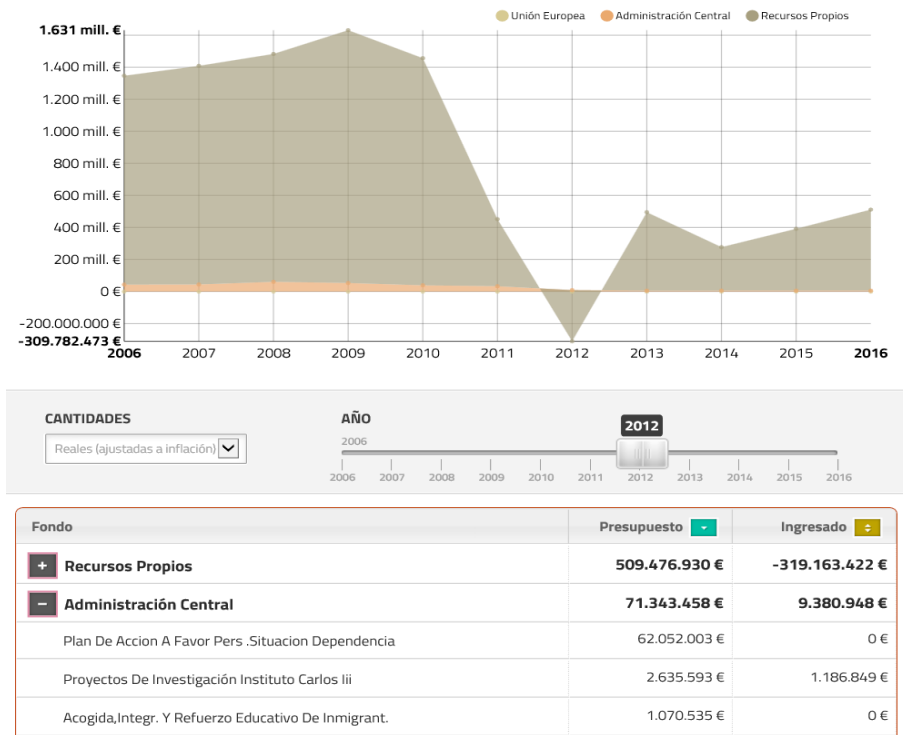 Unión Europea Administración Central Recursos Propios
1.631 mill. €
1.400 mill. €
1.200 mill. €
1.000 mill. €
800 mill. €
600 mill. €
400 mill. €
200 mill. €
0 €
-200.000.000 €
-309.782.473 €
2006 2007 2008 2009 2010 2011 2012 2013 2014 2015 2016
CANTIDADES
Reales (ajustadas a inflación)
AÑO
2012
2006
2006 2007 2008 2009 2010 2011 2012 2013 2014 2015 2016
Fondo Presupuesto Ingresado
+ Recursos Propios 509.476.930 € -319.163.422 €
− Administración Central 71.343.458 € 9.380.948 €
Plan De Accion A Favor Pers .Situacion Dependencia 62.052.003 € 0 €
Proyectos De Investigación Instituto Carlos Iii 2.635.593 € 1.186.849 €
Acogida,Integr. Y Refuerzo Educativo De Inmigrant. 1.070.535 € 0 €